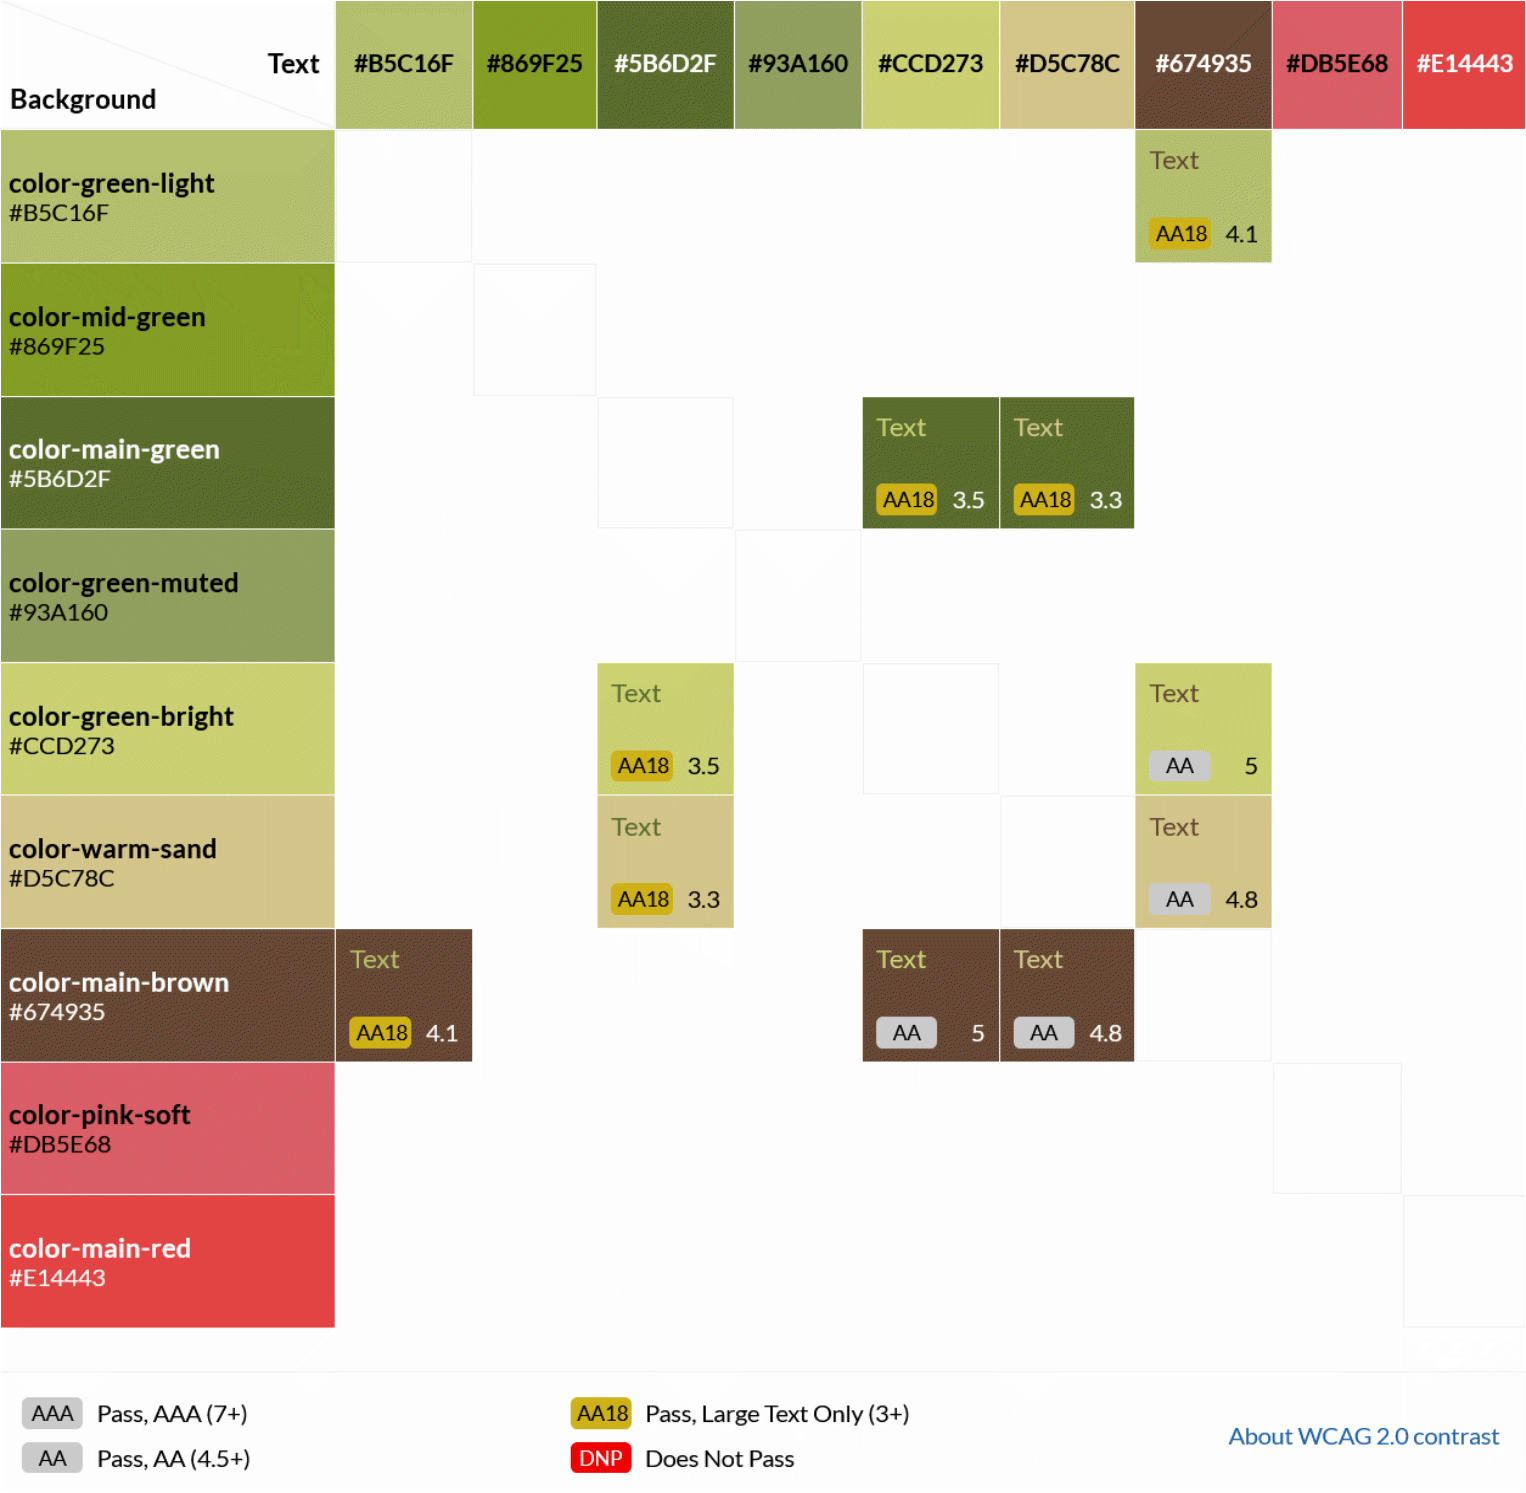 Text #B5C16F #869F25 #5B6D2F #93A160 #CCD273 #D5C78C #674935 #DB5E68 #E14443
Background
color-green-light
#B5C16F
Text
AA18 4.1
color-mid-green
#869F25
color-main-green
#5B6D2F
Text Text
AA18 3.5 AA18 3.3
color-green-muted
#93A160
color-green-bright
#CCD273
Text Text
AA18 3.5 AA 5
color-warm-sand
#D5C78C
Text Text
AA18 3.3 AA 4.8
color-main-brown
#674935
Text Text Text
AA18 4.1 AA 5 AA 4.8
color-pink-soft
#DB5E68
color-main-red
#E14443
AAA Pass, AAA (7+) AA18 Pass, Large Text Only (3+)
About WCAG 2.0 contrast
AA Pass, AA (4.5+) DNP Does Not Pass